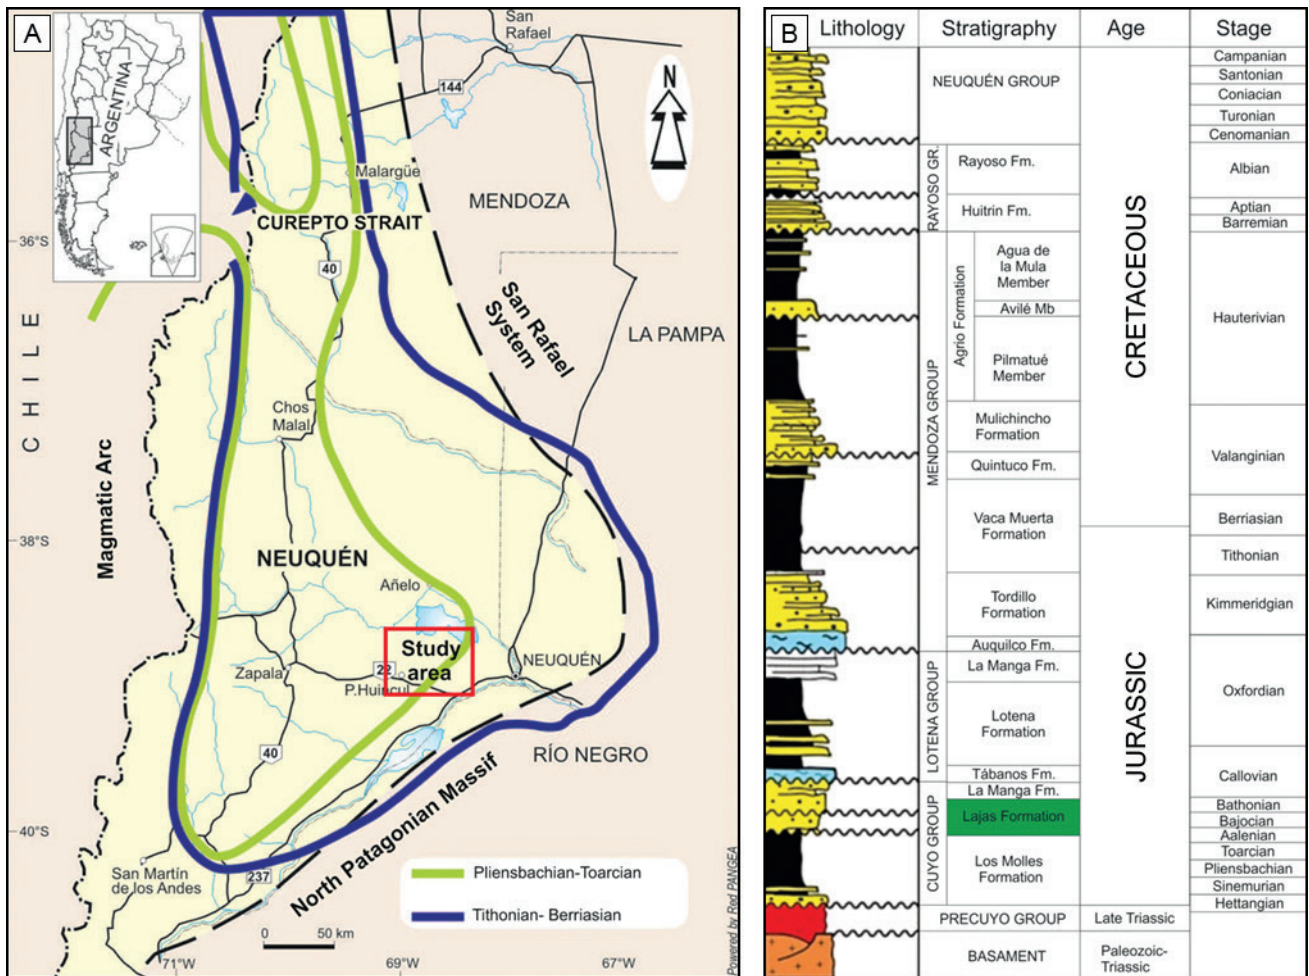 A
ARGENTINA
San
Rafael
144
N
Malargüe
MENDOZA
CUREPTO STRAIT
36°S
40
San Rafael
System
LA PAMPA
CHILE
Chos
Malal
Magmatic Arc
38°S
NEUQUÉN
Añelo
Study
area
22
P.Huincul
Zapala
NEUQUÉN
40
RÍO NEGRO
North Patagonian Massif
40°S
San Martín
de los Andes
237
Pliensbachian-Toarcian
Tithonian- Berriasian
0 50 km
71°W
69°W
67°W
Powered by Red PANGEA
B
Lithology
Stratigraphy
Age
Stage
NEUQUÉN GROUP
RAYOSO GR.
Rayoso Fm.
Huitrin Fm.
MENDOZA GROUP
Agrio Formation
Agua de
la Mula
Member
Avilé Mb
Pilmatué
Member
Mulichincho
Formation
Quintuco Fm.
Vaca Muerta
Formation
Tordillo
Formation
Auquilco Fm.
LOTENA GROUP
La Manga Fm.
Lotena
Formation
Tábanos Fm.
CUYO GROUP
La Manga Fm.
Lajas Formation
Los Molles
Formation
PRECUYO GROUP
BASAMENT
CRETACEOUS
JURASSIC
Late Triassic
Paleozoic-
Triassic
Campanian
Santonian
Coniacian
Turonian
Cenomanian
Albian
Aptian
Barremian
Hauterivian
Valanginian
Berriasian
Tithonian
Kimmeridgian
Oxfordian
Callovian
Bathonian
Bajocian
Aalenian
Toarcian
Pliensbachian
Sinemurian
Hettangian